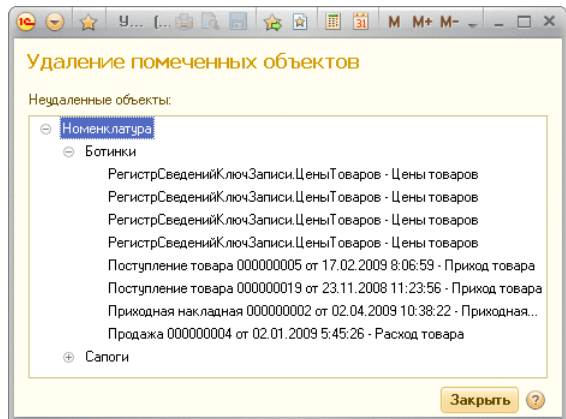 1С У... (... 31 M M+ M-
Удаление помеченных объектов
Неудаленные объекты:
Номенклатура
Ботинки
РегистрСведенийКлючЗаписи.ЦеныТоваров - Цены товаров
РегистрСведенийКлючЗаписи.ЦеныТоваров - Цены товаров
РегистрСведенийКлючЗаписи.ЦеныТоваров - Цены товаров
РегистрСведенийКлючЗаписи.ЦеныТоваров - Цены товаров
Поступление товара 000000005 от 17.02.2009 8:06:59 - Приход товара
Поступление товара 000000019 от 23.11.2008 11:23:56 - Приход товара
Приходная накладная 000000002 от 02.04.2009 10:38:22 - Приходная...
Продажа 000000004 от 02.01.2009 5:45:26 - Расход товара
Сапоги
Закрыть ?